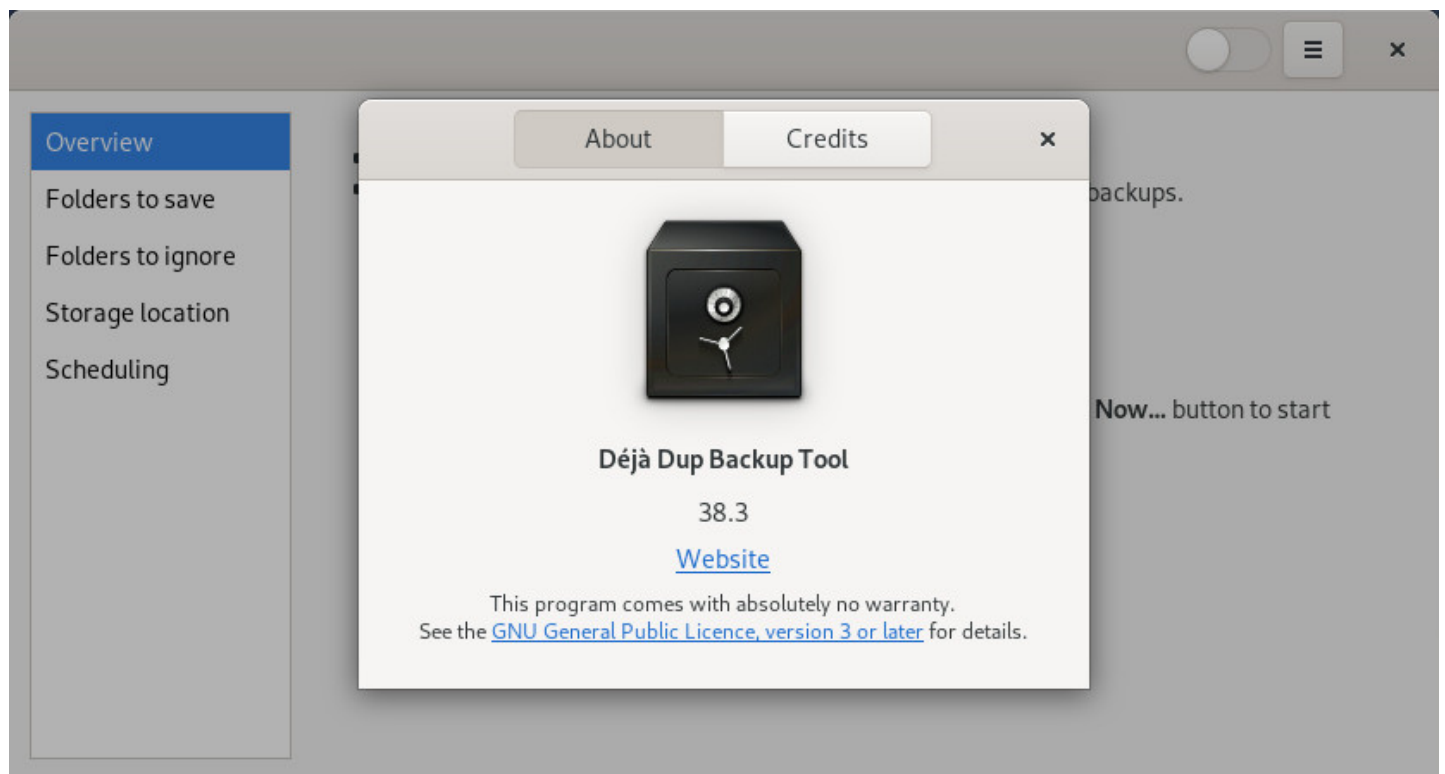 About
Credits
Overview
Folders to save
Folders to ignore
Storage location
Scheduling
backups.
Now... button to start
Déjà Dup Backup Tool
38.3
Website
This program comes with absolutely no warranty.
See the GNU General Public Licence, version 3 or later for details.